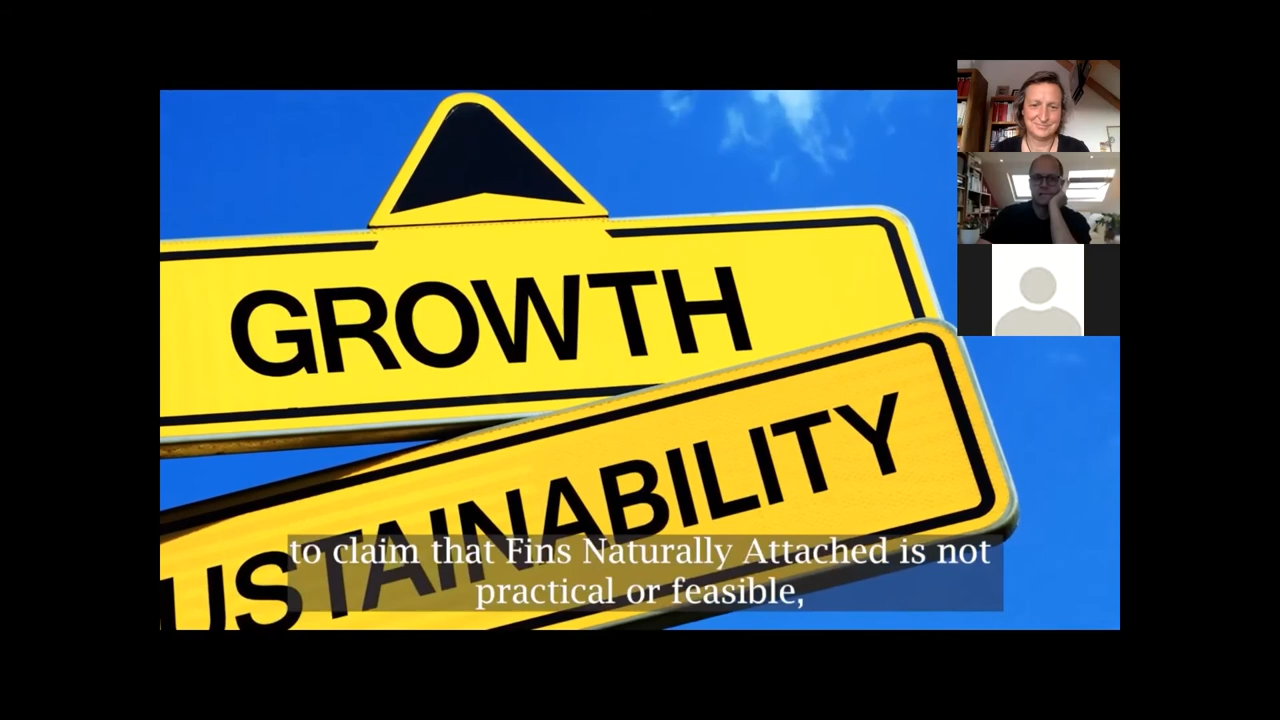 GROWTH
USTAINABILITY
to claim that Fins Naturally Attached is not
practical or feasible,